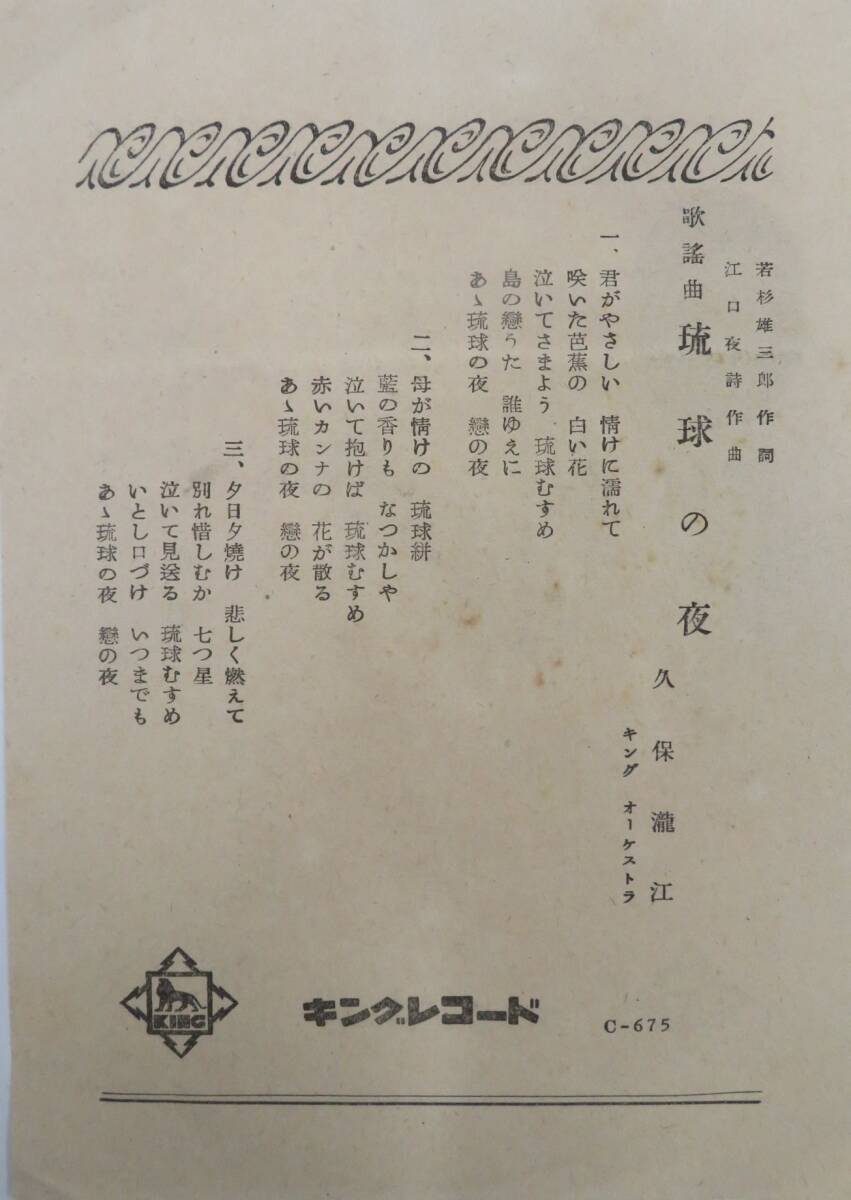 若杉雄三郎作詞
江口夜詩作曲
歌謠曲 琉球の夜
久保瀧江
キング オーケストラ
一、君がやさしい 情けに濡れて
咲いた芭蕉の 白い花
泣いてさまよう 琉球むすめ
島の戀うた 誰ゆえに
あゝ琉球の夜 戀の夜
二、母が情けの 琉球絣
藍の香りも なつかしや
泣いて抱けば 琉球むすめ
赤いカンナの 花が散る
あゝ琉球の夜 戀の夜
三、夕日夕燒け 悲しく燃えて
別れ惜しむか 七つ星
泣いて見送る 琉球むすめ
いとし口づけ いつまでも
あゝ琉球の夜 戀の夜
KING
キングレコード
C-675